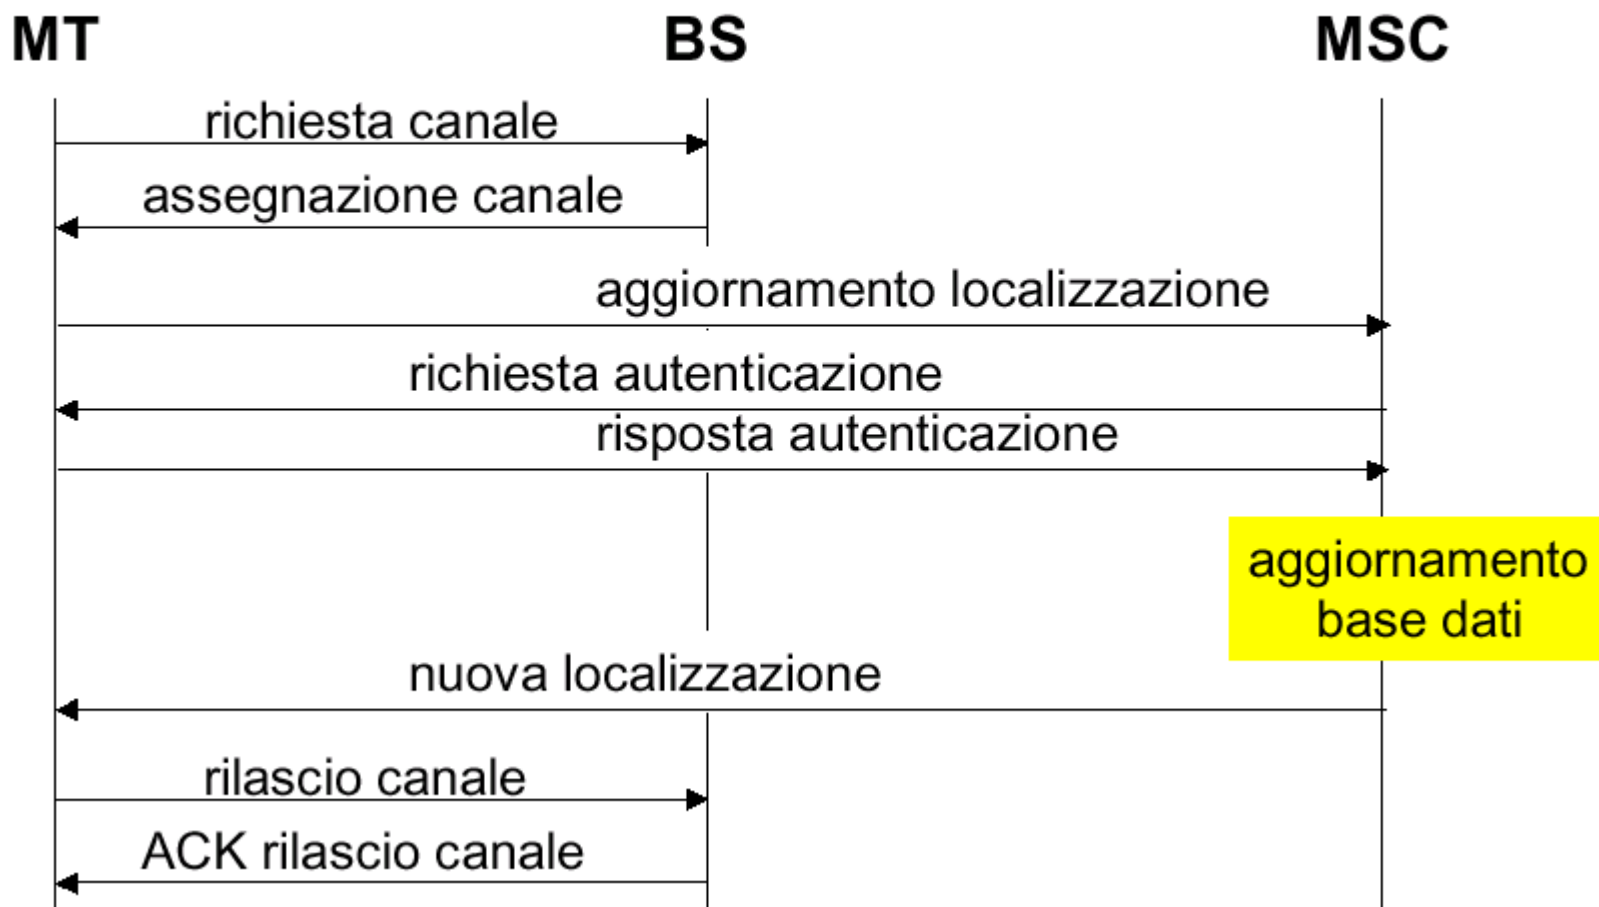 MT BS MSC
richiesta canale
assegnazione canale
aggiornamento localizzazione
richiesta autenticazione
risposta autenticazione
aggiornamento
base dati
nuova localizzazione
rilascio canale
ACK rilascio canale